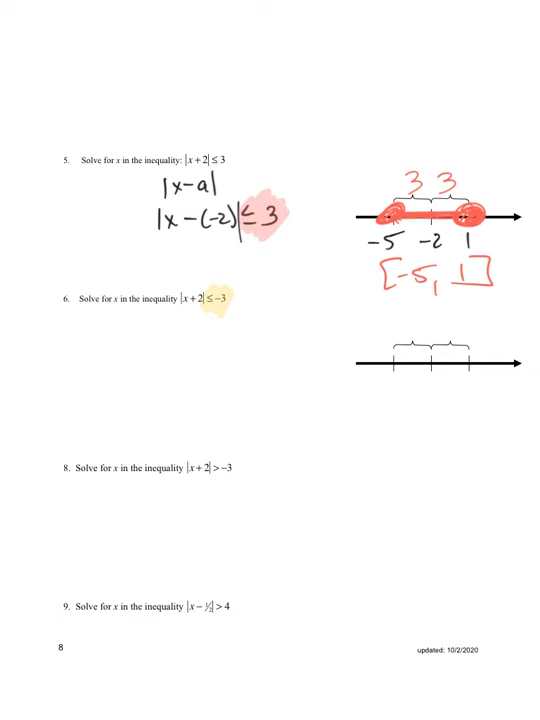 5. Solve for x in the inequality: |x + 2| ≤ 3
|x - a|
|x - (-2)| ≤ 3
3 3
-5 -2 1
[-5, 1]
6. Solve for x in the inequality |x + 2| ≤ -3
8. Solve for x in the inequality |x + 2| > -3
9. Solve for x in the inequality |x - ½| > 4
8
updated: 10/2/2020